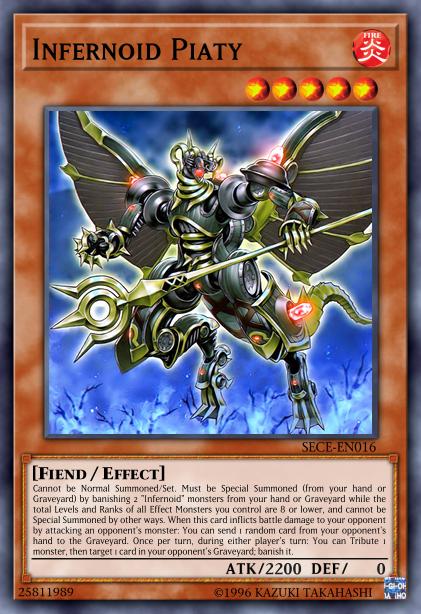 INFERNOID PIATY
FIRE
炎
SECE-EN016
[FIEND / EFFECT]
Cannot be Normal Summoned/Set. Must be Special Summoned (from your hand or
Graveyard) by banishing 2 "Infernoid" monsters from your hand or Graveyard while the
total Levels and Ranks of all Effect Monsters you control are 8 or lower, and cannot be
Special Summoned by other ways. When this card inflicts battle damage to your opponent
by attacking an opponent's monster: You can send 1 random card from your opponent's
hand to the Graveyard. Once per turn, during either player's turn: You can Tribute 1
monster, then target 1 card in your opponent's Graveyard; banish it.
ATK/2200 DEF/ 0
25811989
©1996 KAZUKI TAKAHASHI